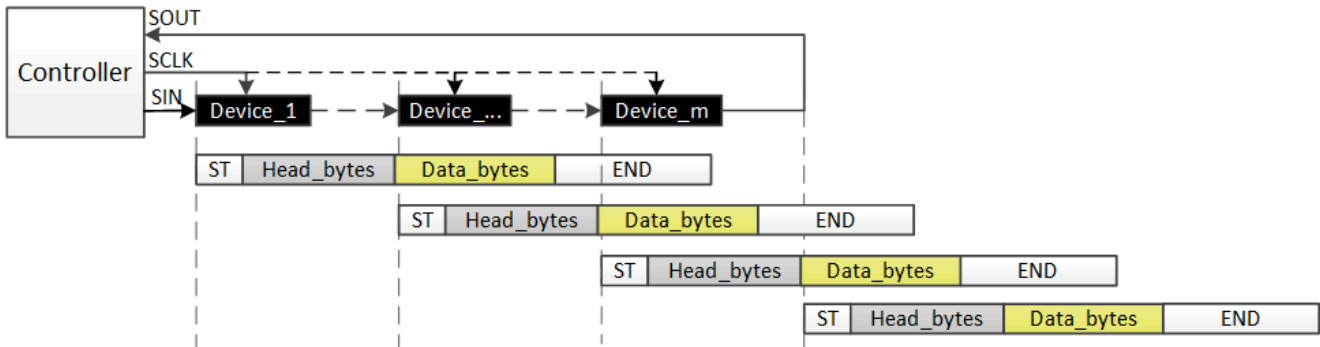 SOUT
SCLK
Controller
SIN
Device_1 Device_... Device_m
ST Head_bytes Data_bytes END
ST Head_bytes Data_bytes END
ST Head_bytes Data_bytes END
ST Head_bytes Data_bytes END